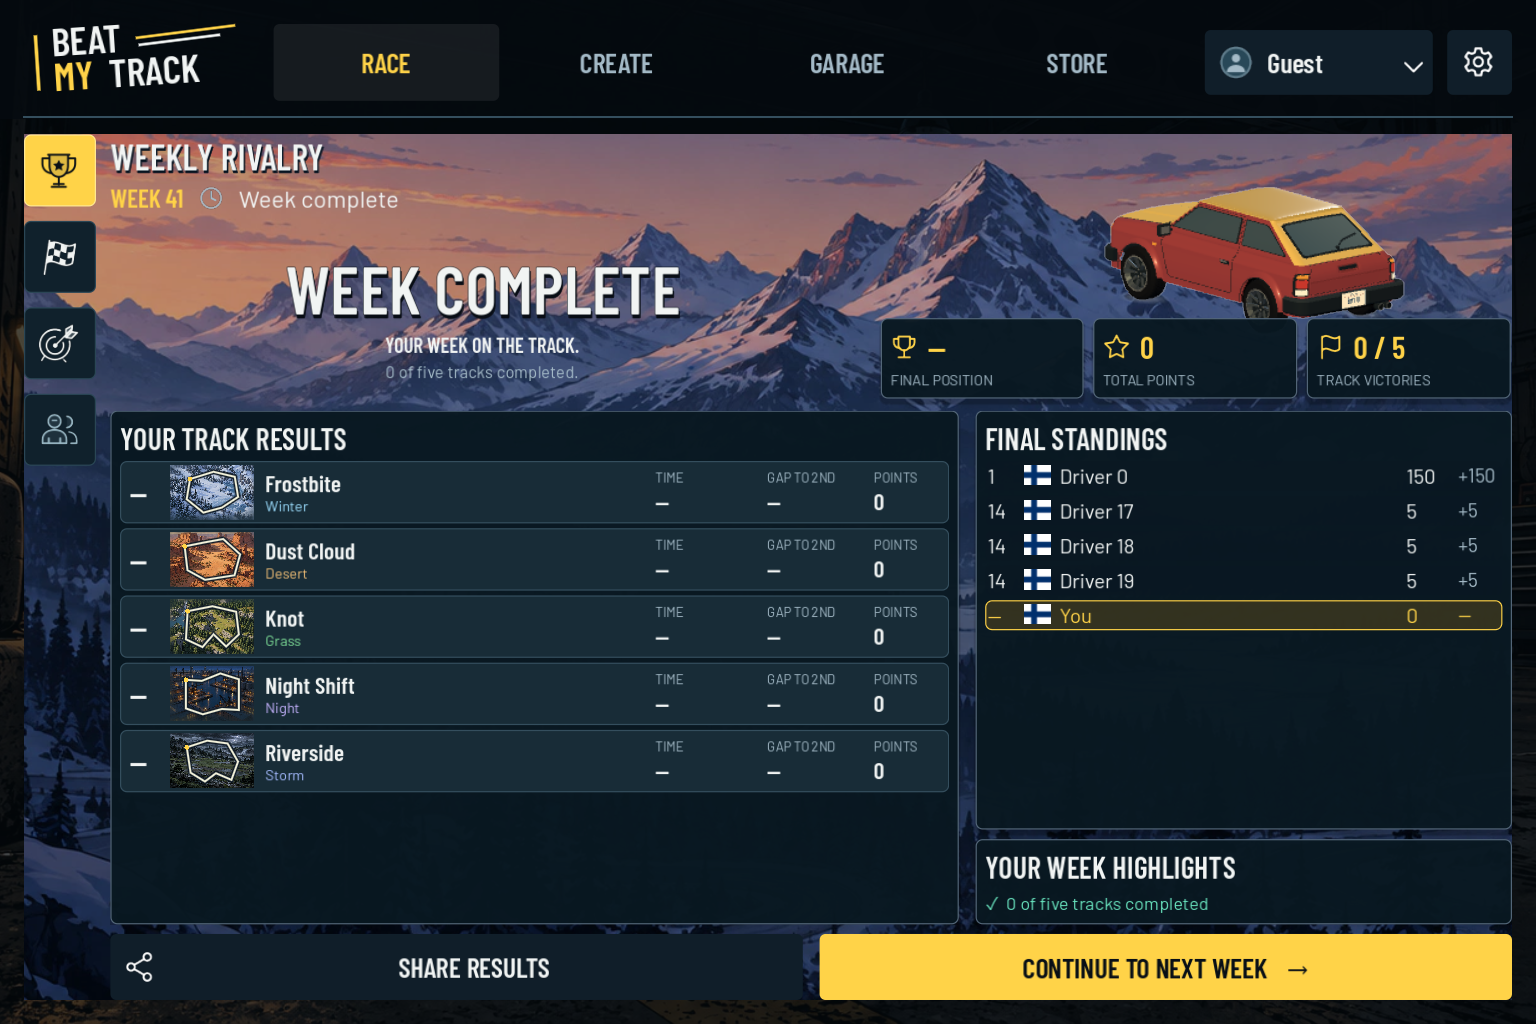 BEAT
MY TRACK
RACE
CREATE
GARAGE
STORE
Guest
WEEKLY RIVALRY
WEEK 41
Week complete
WEEK COMPLETE
YOUR WEEK ON THE TRACK.
0 of five tracks completed.
–
FINAL POSITION
0
TOTAL POINTS
0 / 5
TRACK VICTORIES
YOUR TRACK RESULTS
– Frostbite
Winter
TIME GAP TO 2ND POINTS
– – 0
– Dust Cloud
Desert
TIME GAP TO 2ND POINTS
– – 0
– Knot
Grass
TIME GAP TO 2ND POINTS
– – 0
– Night Shift
Night
TIME GAP TO 2ND POINTS
– – 0
– Riverside
Storm
TIME GAP TO 2ND POINTS
– – 0
FINAL STANDINGS
1 Driver 0 150 +150
14 Driver 17 5 +5
14 Driver 18 5 +5
14 Driver 19 5 +5
– You 0 –
YOUR WEEK HIGHLIGHTS
✓ 0 of five tracks completed
SHARE RESULTS
CONTINUE TO NEXT WEEK →